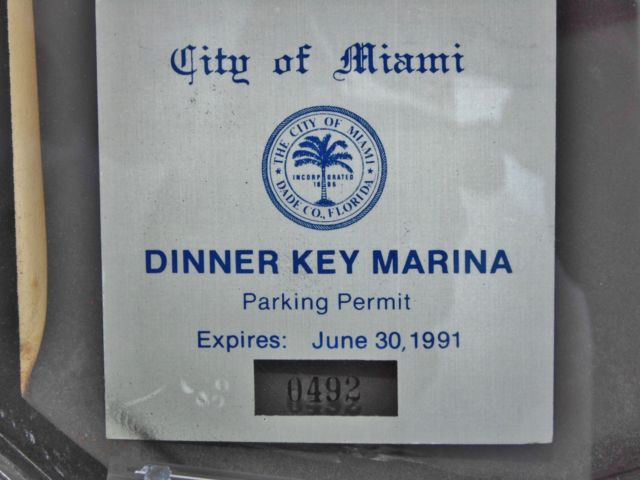 City of Miami
THE CITY OF MIAMI
INCORPORATED
1896
DADE CO., FLORIDA
DINNER KEY MARINA
Parking Permit
Expires: June 30, 1991
0492